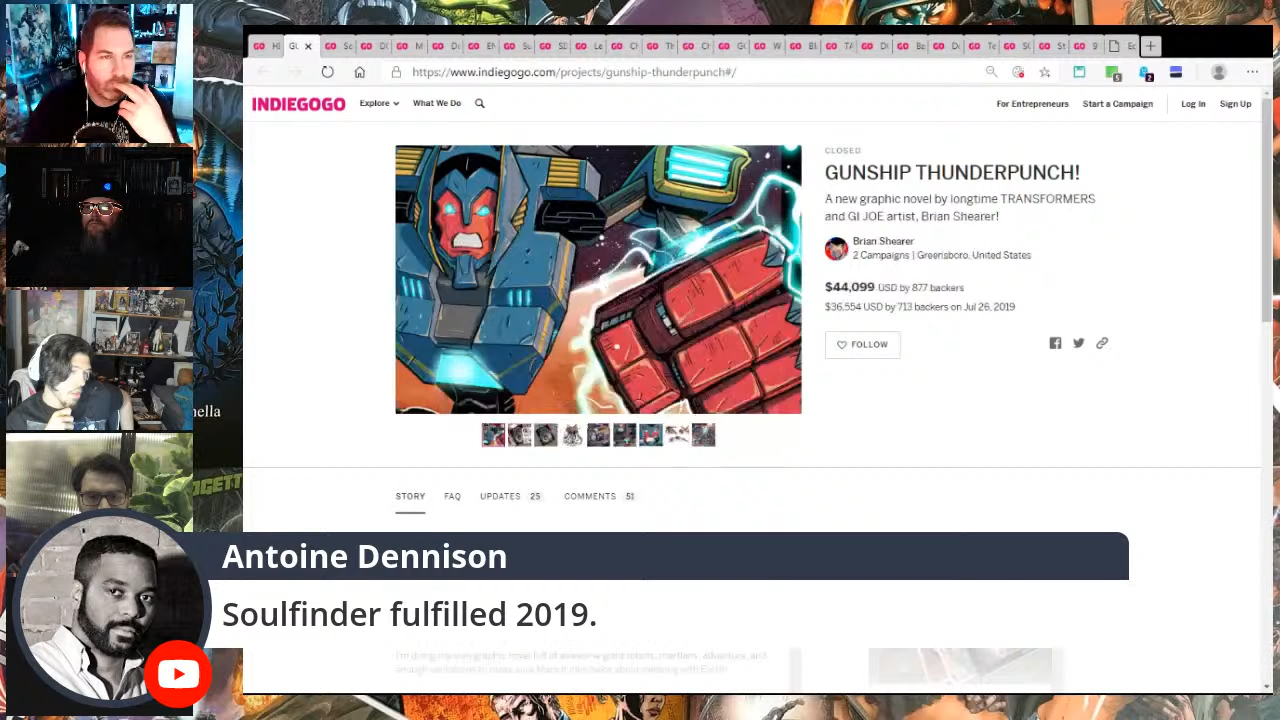 https://www.indiegogo.com/projects/gunship-thunderpunch#/
INDIEGOGO
Explore
What We Do
For Entrepreneurs
Start a Campaign
Log In
Sign Up
CLOSED
GUNSHIP THUNDERPUNCH!
A new graphic novel by longtime TRANSFORMERS
and GI JOE artist, Brian Shearer!
Brian Shearer
2 Campaigns | Greensboro, United States
$44,099 USD by 877 backers
$36,554 USD by 713 backers on Jul 26, 2019
FOLLOW
STORY
FAQ
UPDATES 25
COMMENTS 51
Antoine Dennison
Soulfinder fulfilled 2019.